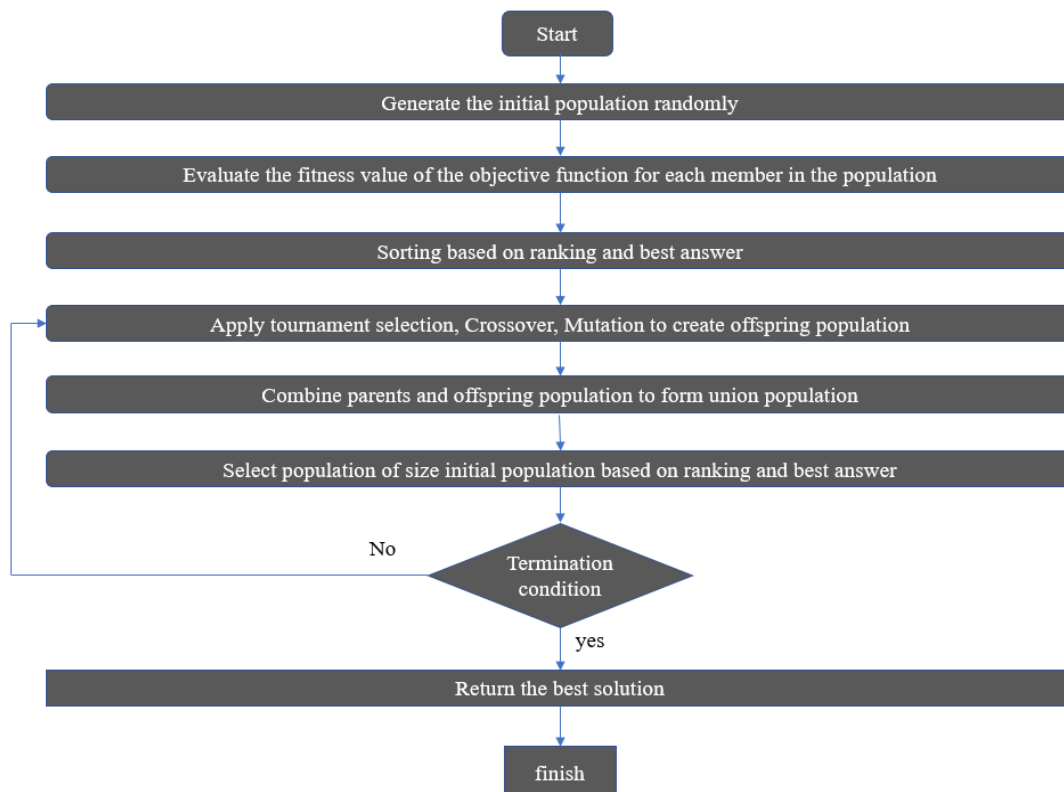 Start
Generate the initial population randomly
Evaluate the fitness value of the objective function for each member in the population
Sorting based on ranking and best answer
Apply tournament selection, Crossover, Mutation to create offspring population
Combine parents and offspring population to form union population
Select population of size initial population based on ranking and best answer
No
Termination
condition
yes
Return the best solution
finish